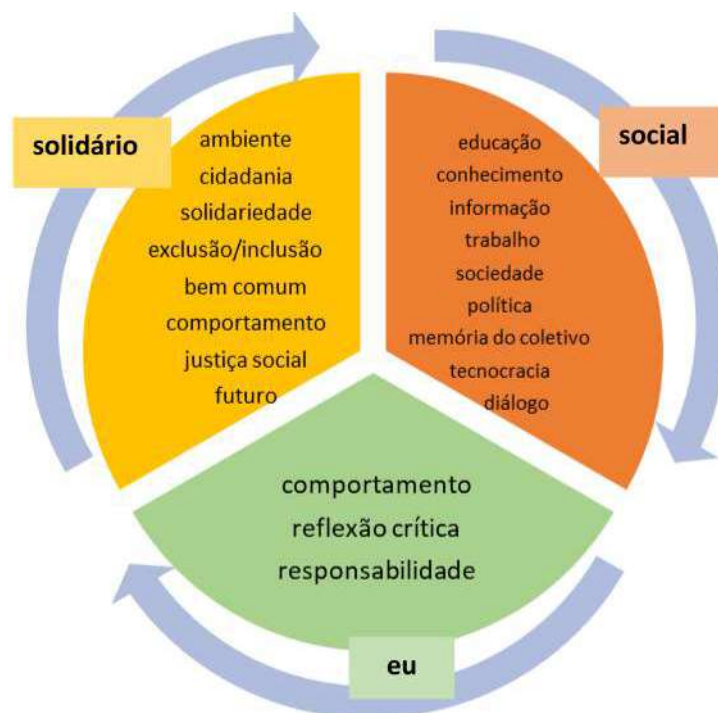 solidário
ambiente
cidadania
solidariedade
exclusão/inclusão
bem comum
comportamento
justiça social
futuro
social
educação
conhecimento
informação
trabalho
sociedade
política
memória do coletivo
tecnocracia
diálogo
comportamento
reflexão crítica
responsabilidade
eu